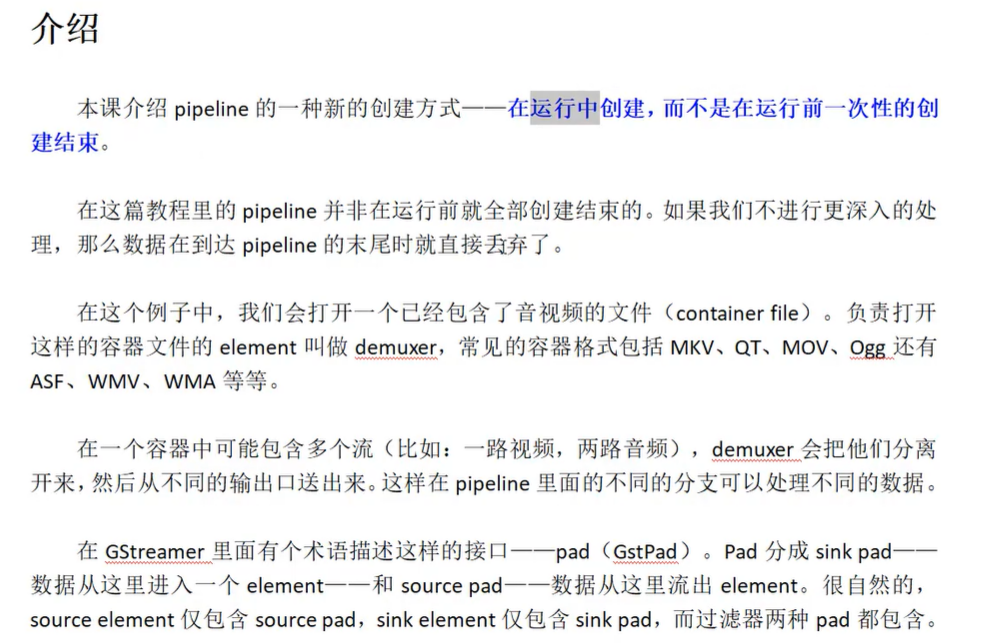 介绍
本课介绍 pipeline 的一种新的创建方式——在运行中创建，而不是在运行前一次性的创
建结束。
在这篇教程里的 pipeline 并非在运行前就全部创建结束的。如果我们不进行更深入的处
理，那么数据在到达 pipeline 的末尾时就直接丢弃了。
在这个例子中，我们会打开一个已经包含了音视频的文件（container file）。负责打开
这样的容器文件的 element 叫做 demuxer，常见的容器格式包括 MKV、QT、MOV、Ogg 还有
ASF、WMV、WMA 等等。
在一个容器中可能包含多个流（比如：一路视频，两路音频），demuxer 会把他们分离
开来，然后从不同的输出口送出来。这样在 pipeline 里面的不同的分支可以处理不同的数据。
在 GStreamer 里面有个术语描述这样的接口——pad（GstPad）。Pad 分成 sink pad——
数据从这里进入一个 element——和 source pad——数据从这里流出 element。很自然的，
source element 仅包含 source pad，sink element 仅包含 sink pad，而过滤器两种 pad 都包含。